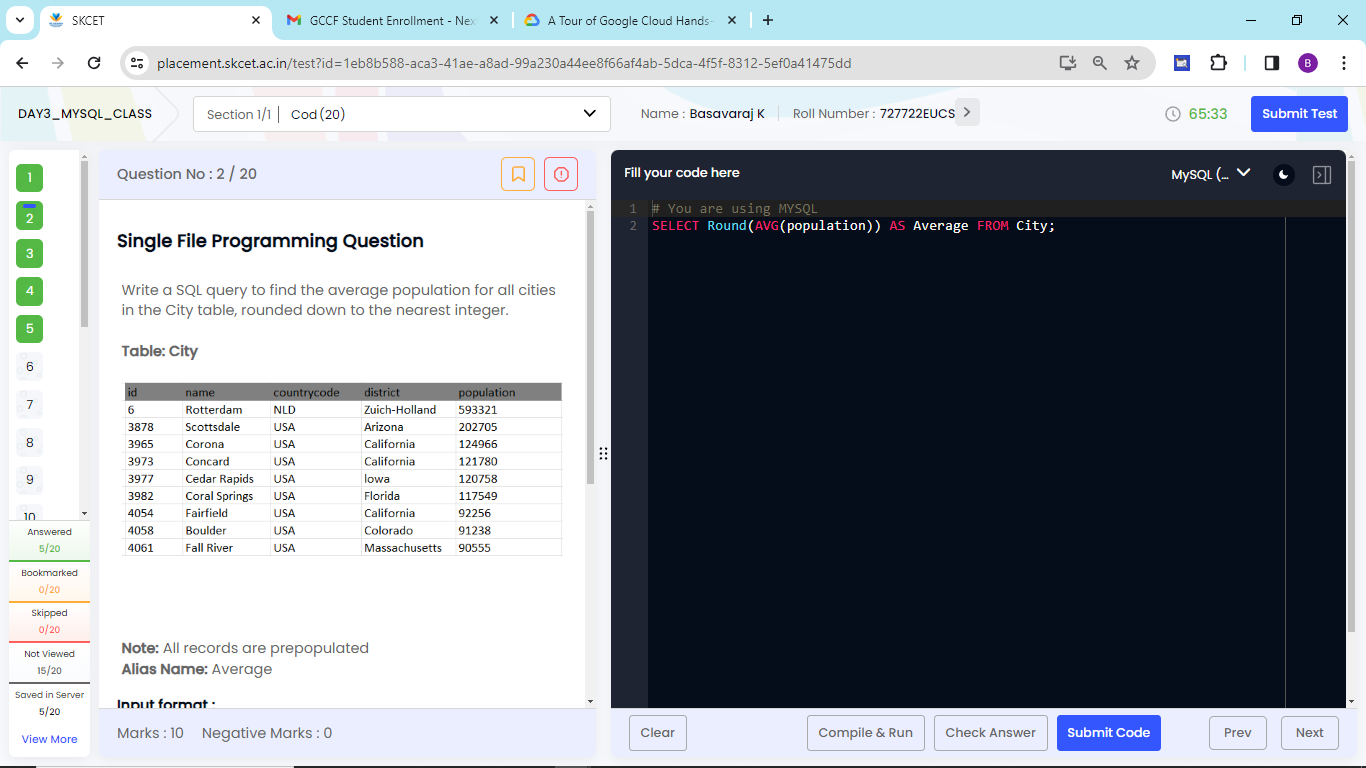 SKCET
GCCF Student Enrollment - Nex
A Tour of Google Cloud Hands-
placement.skcet.ac.in/test?id=1eb8b588-aca3-41ae-a8ad-99a230a44ee8f66af4ab-5dca-4f5f-8312-5ef0a41475dd
B
DAY3_MYSQL_CLASS
Section 1/1 | Cod (20)
Name : Basavaraj K
Roll Number : 727722EUCS
65:33
Submit Test
1
2
3
4
5
6
7
8
9
10
Answered
5/20
Bookmarked
0/20
Skipped
0/20
Not Viewed
15/20
Saved in Server
5/20
View More
Question No : 2 / 20
Single File Programming Question
Write a SQL query to find the average population for all cities
in the City table, rounded down to the nearest integer.
Table: City
id name countrycode district population
6 Rotterdam NLD Zuich-Holland 593321
3878 Scottsdale USA Arizona 202705
3965 Corona USA California 124966
3973 Concard USA California 121780
3977 Cedar Rapids USA Iowa 120758
3982 Coral Springs USA Florida 117549
4054 Fairfield USA California 92256
4058 Boulder USA Colorado 91238
4061 Fall River USA Massachusetts 90555
Note: All records are prepopulated
Alias Name: Average
Input format :
Marks : 10 Negative Marks : 0
Fill your code here
MySQL (...
1 # You are using MYSQL
2 SELECT Round(AVG(population)) AS Average FROM City;
Clear
Compile & Run
Check Answer
Submit Code
Prev
Next